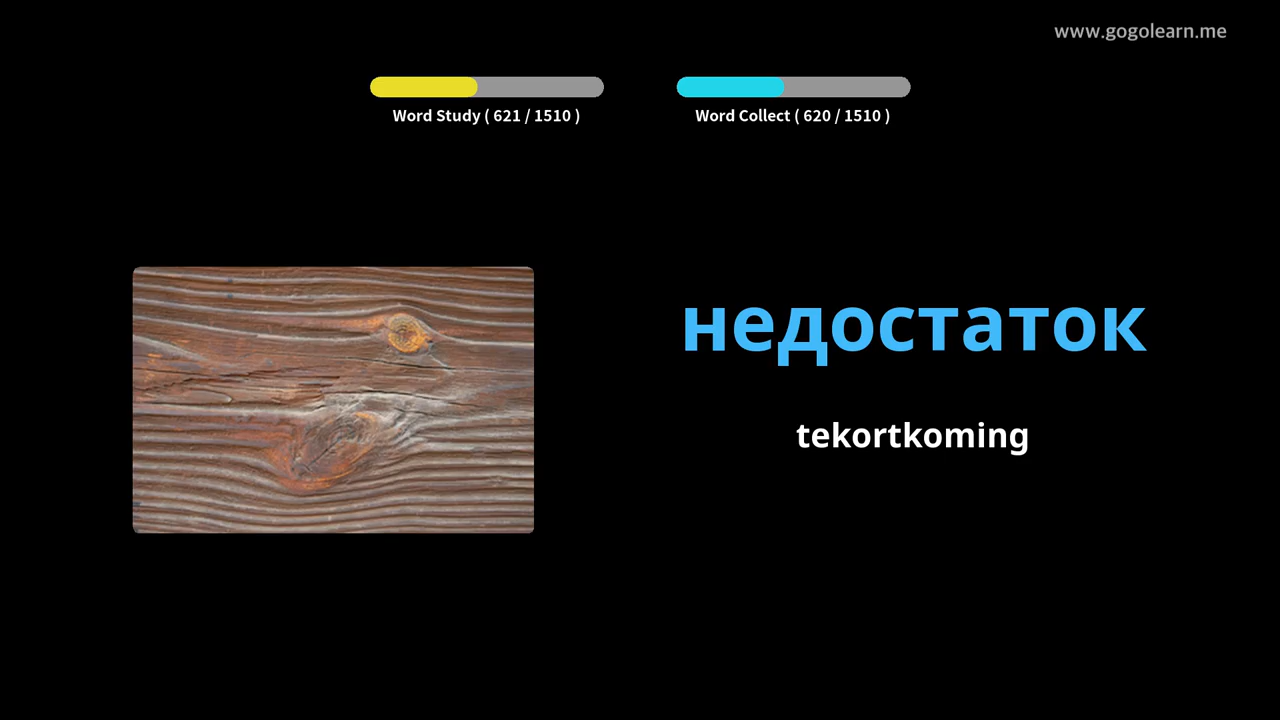 www.gogolearn.me
Word Study ( 621 / 1510 )
Word Collect ( 620 / 1510 )
недостаток
tekortkoming